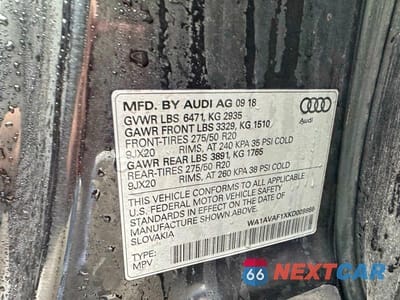 MFD. BY AUDI AG 09 18
GVWR LBS 6471, KG 2935
GAWR FRONT LBS 3329, KG 1510
FRONT-TIRES 275/50 R20
9JX20 RIMS, AT 240 KPA 35 PSI COLD
GAWR REAR LBS 3891, KG 1765
REAR-TIRES 275/50 R20
9JX20 RIMS, AT 260 KPA 38 PSI COLD
Audi
THIS VEHICLE CONFORMS TO ALL APPLICABLE
U.S. FEDERAL MOTOR VEHICLE SAFETY
STANDARDS IN EFFECT ON THE DATE OF
MANUFACTURE SHOWN ABOVE.
SLOVAKIA
TYPE:
MPV
66 NEXTCAR